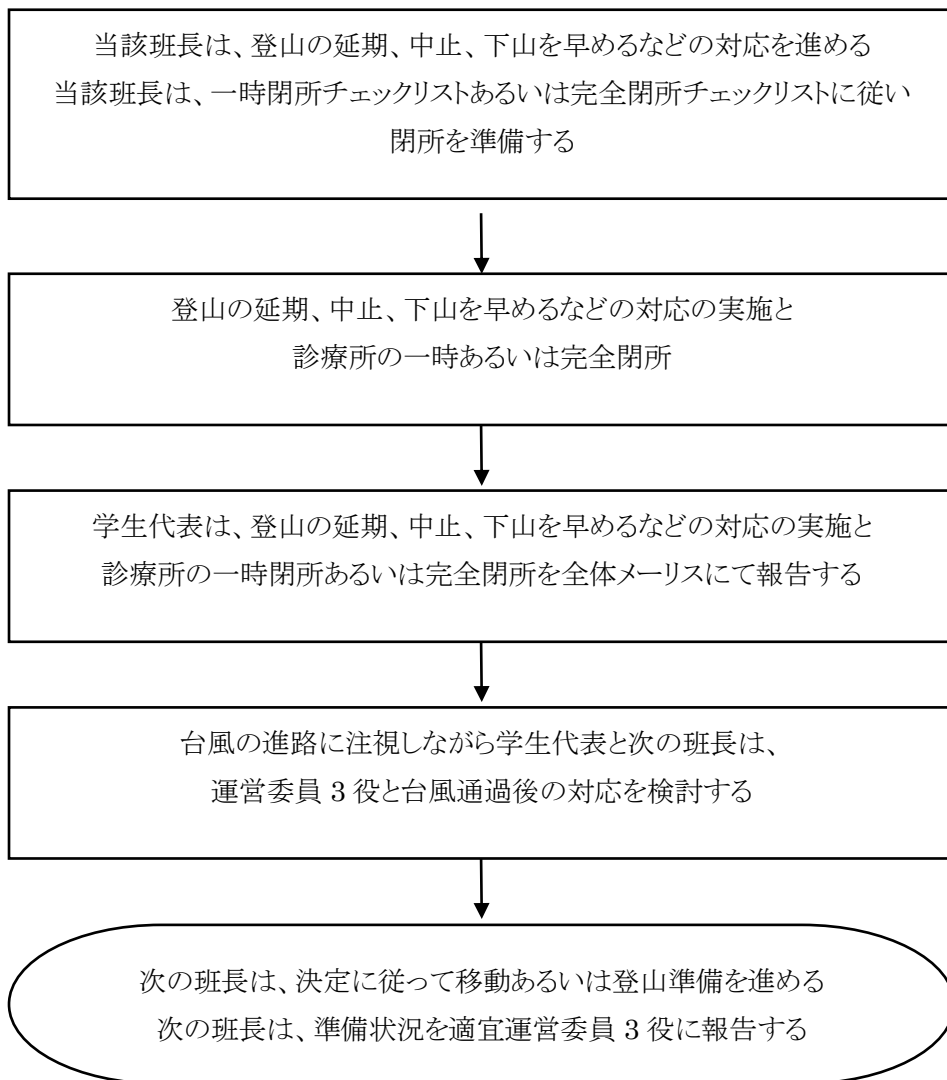 当該班長は、登山の延期、中止、下山を早めるなどの対応を進める
当該班長は、一時閉所チェックリストあるいは完全閉所チェックリストに従い
閉所を準備する
登山の延期、中止、下山を早めるなどの対応の実施と
診療所の一時あるいは完全閉所
学生代表は、登山の延期、中止、下山を早めるなどの対応の実施と
診療所の一時閉所あるいは完全閉所を全体メーリスにて報告する
台風の進路に注視しながら学生代表と次の班長は、
運営委員 3 役と台風通過後の対応を検討する
次の班長は、決定に従って移動あるいは登山準備を進める
次の班長は、準備状況を適宜運営委員 3 役に報告する